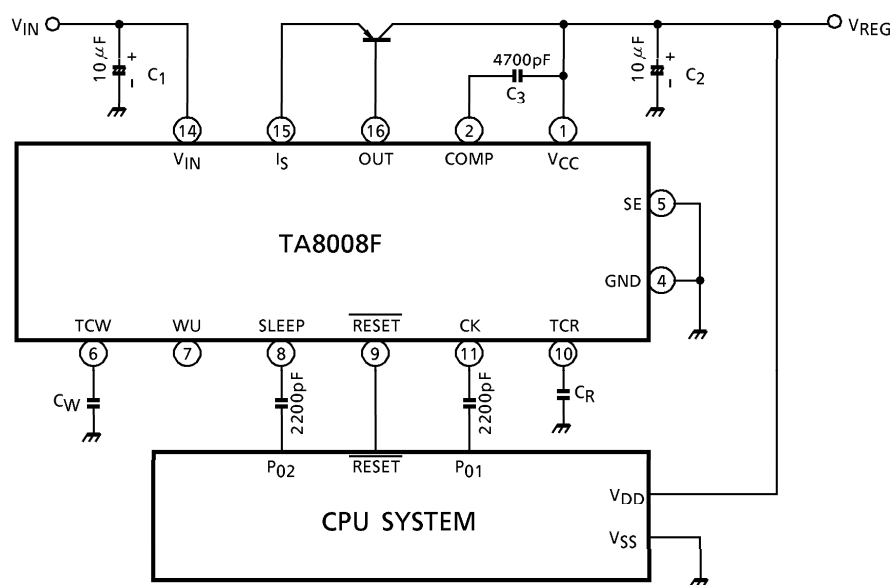 VIN
VREG
10μF
+
-
C1
4700pF
C3
10μF
+
-
C2
14
15
16
2
1
VIN
IS
OUT
COMP
VCC
SE
5
TA8008F
GND
4
TCW
WU
SLEEP
RESET
CK
TCR
6
7
8
9
11
10
CW
2200pF
2200pF
CR
P02
RESET
P01
VDD
CPU SYSTEM
VSS